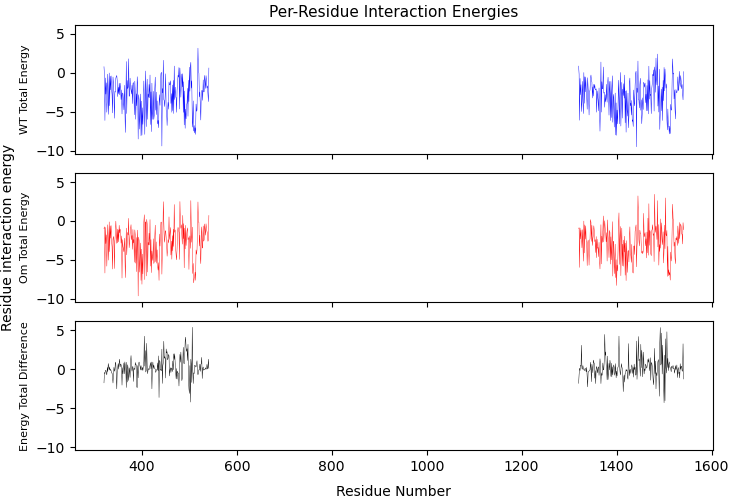 Per-Residue Interaction Energies
Residue interaction energy
WT Total Energy
5
0
−5
−10
Om Total Energy
5
0
−5
−10
Energy Total Difference
5
0
−5
−10
400 600 800 1000 1200 1400 1600
Residue Number